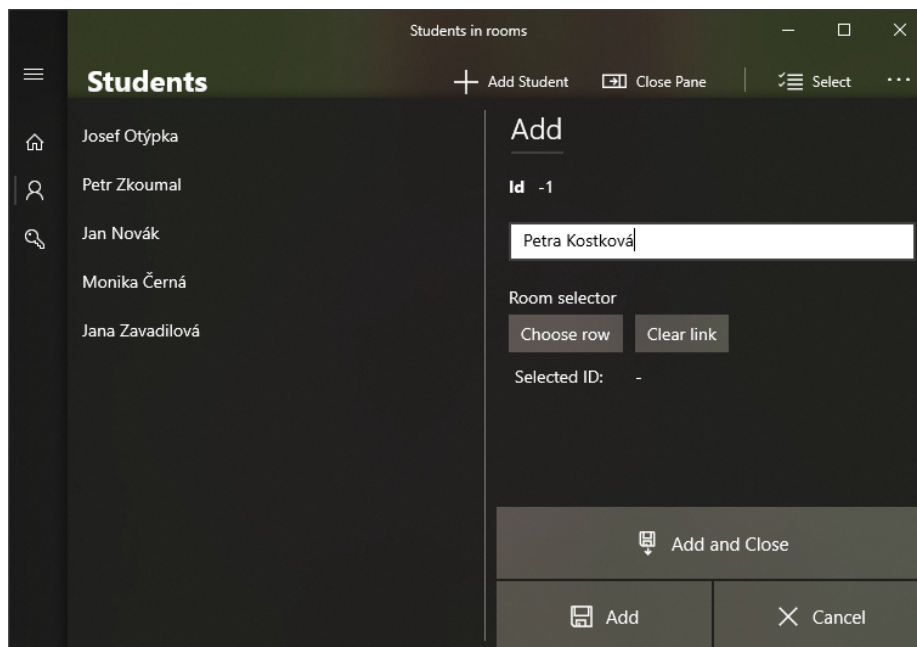 Students in rooms
Students
Add Student
Close Pane
Select
Josef Otýpka
Petr Zkoumal
Jan Novák
Monika Černá
Jana Zavadilová
Add
Id -1
Petra Kostková
Room selector
Choose row Clear link
Selected ID: -
Add and Close
Add
Cancel